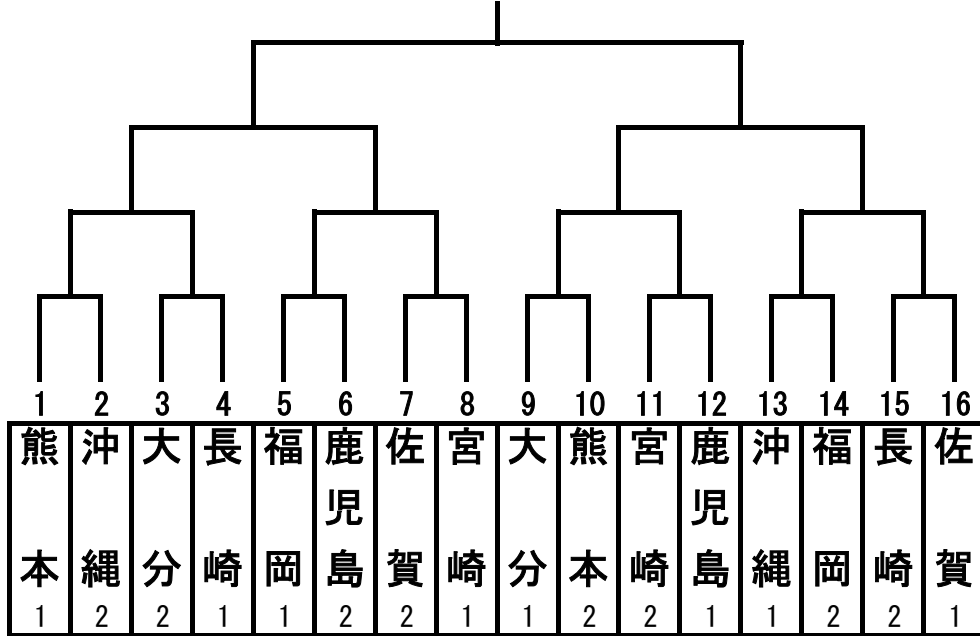 1 2 3 4 5 6 7 8 9 10 11 12 13 14 15 16
熊本 沖縄 大分 長崎 福岡 鹿児島 佐賀 宮崎 大分 熊本 宮崎 鹿児島 沖縄 福岡 長崎 佐賀
1 2 2 1 1 2 2 1 1 2 2 1 1 2 2 1